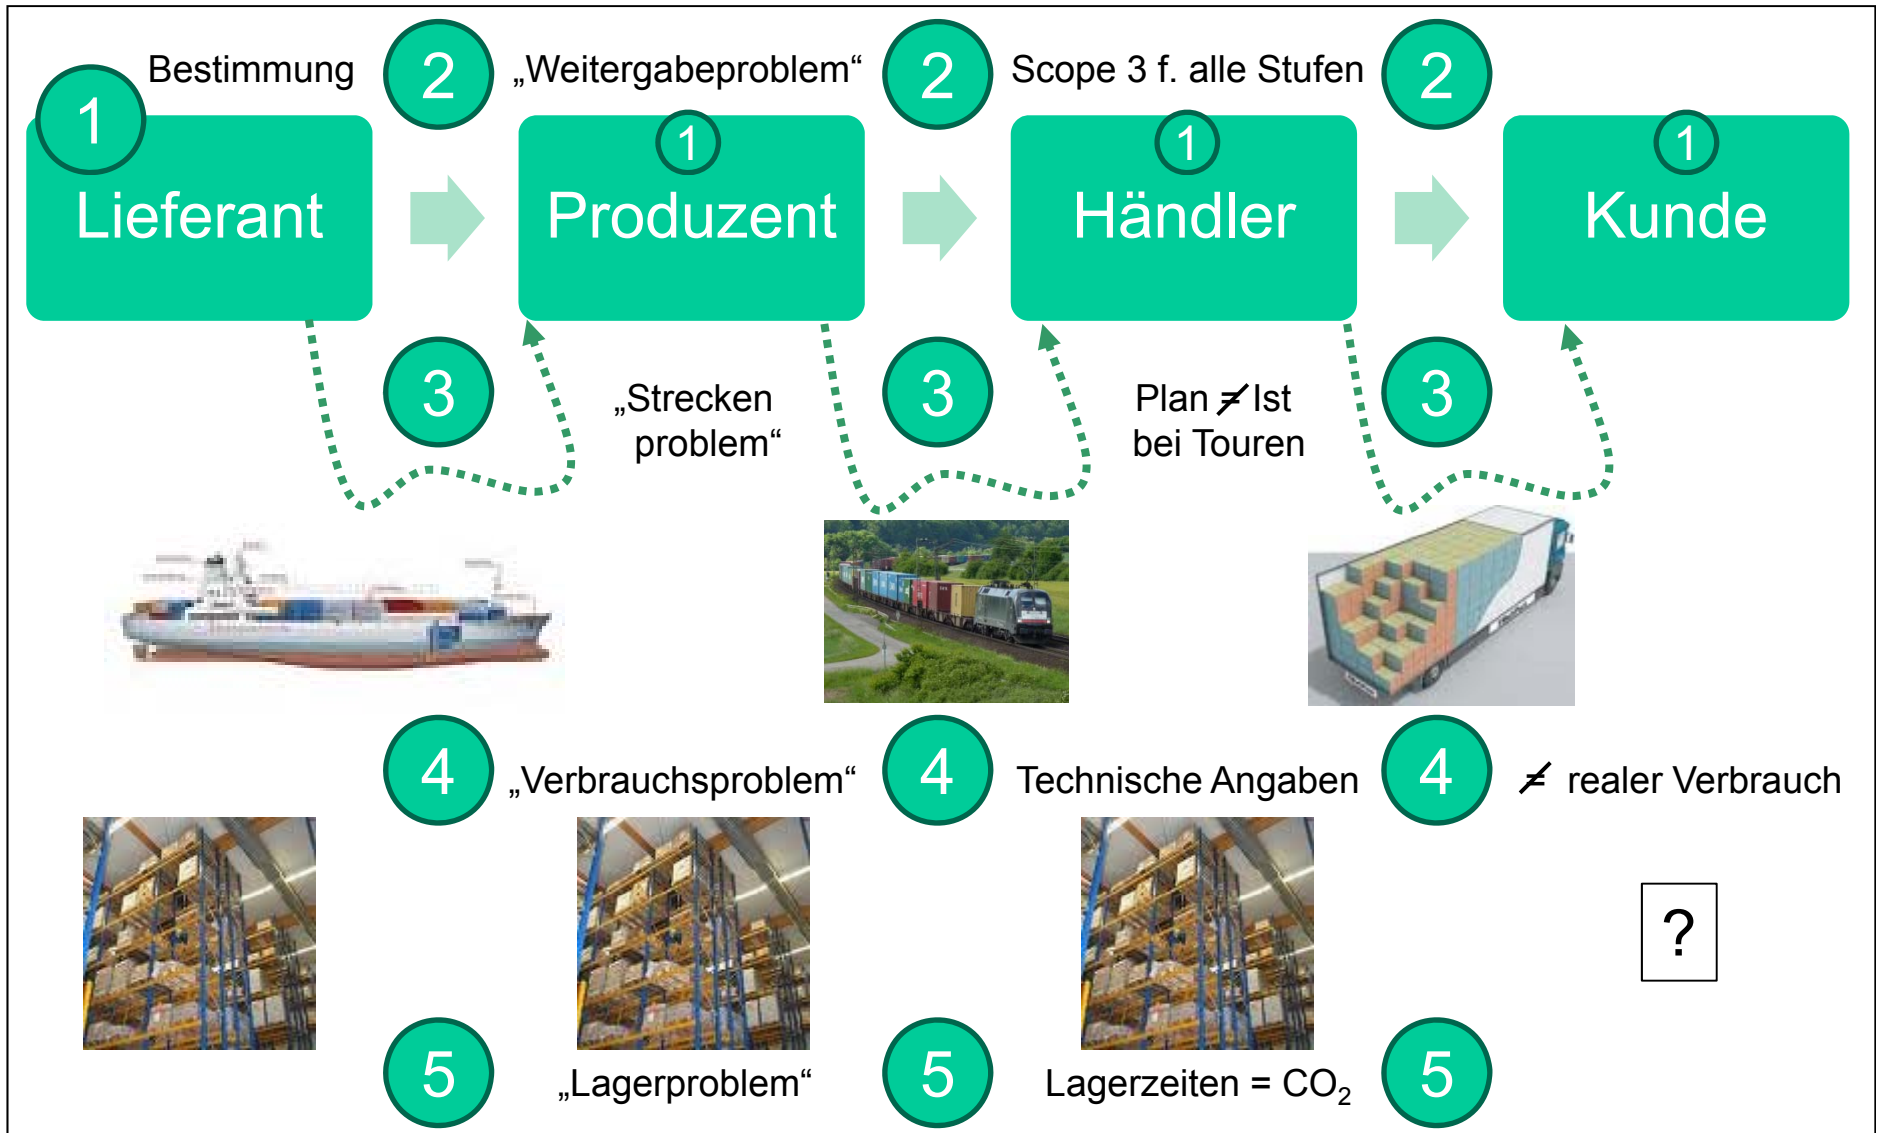 1
Bestimmung
2
„Weitergabeproblem“
2
Scope 3 f. alle Stufen
2
Lieferant
1
Produzent
1
Händler
1
Kunde
3
„Strecken
problem“
3
Plan ≠ Ist
bei Touren
3
4
„Verbrauchsproblem“
4
Technische Angaben
4
≠ realer Verbrauch
?
5
„Lagerproblem“
5
Lagerzeiten = CO₂
5